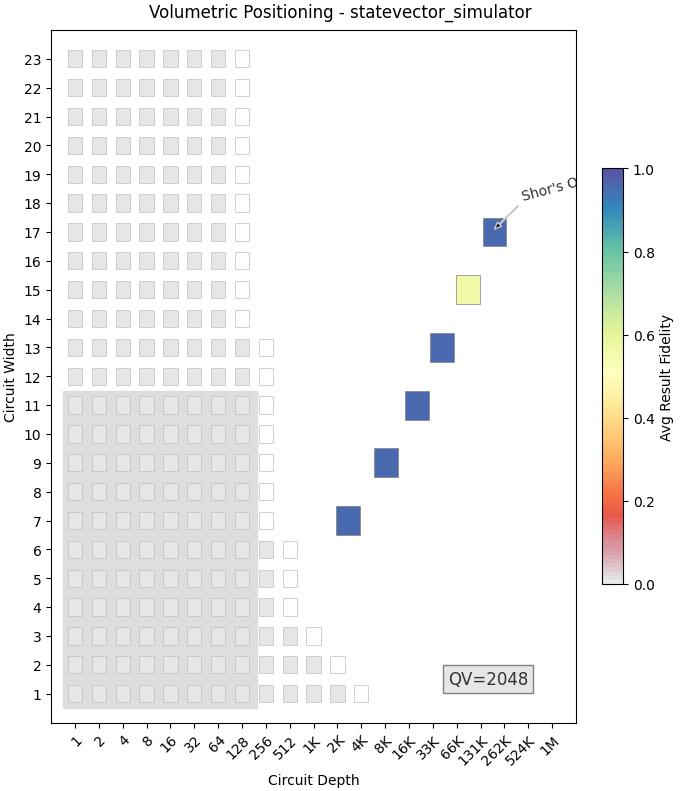 Volumetric Positioning - statevector_simulator
Circuit Width
23
22
21
20
19
18
17
16
15
14
13
12
11
10
9
8
7
6
5
4
3
2
1
Shor's O
QV=2048
1
2
4
8
16
32
64
128
256
512
1K
2K
4K
8K
16K
33K
66K
131K
262K
524K
1M
Circuit Depth
1.0
0.8
0.6
0.4
0.2
0.0
Avg Result Fidelity